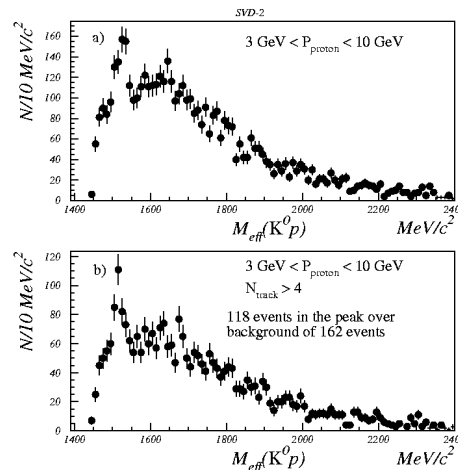 SVD-2
N/10 MeV/c²
160
140
120
100
80
60
40
20
0
a)
3 GeV < P_proton < 10 GeV
1400 1600 1800 2000 2200 240
M_eff(K⁰p) MeV/c²
N/10 MeV/c²
120
100
80
60
40
20
0
b)
3 GeV < P_proton < 10 GeV
N_track > 4
118 events in the peak over
background of 162 events
1400 1600 1800 2000 2200 240
M_eff(K⁰p) MeV/c²